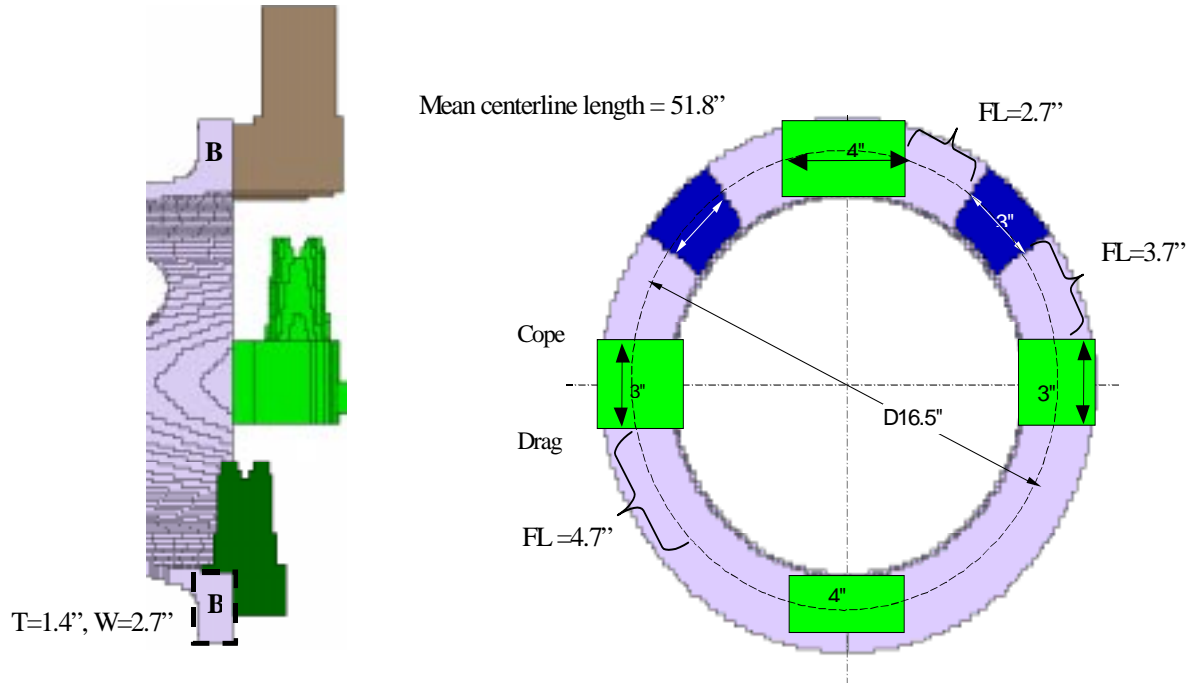 Mean centerline length = 51.8”
FL=2.7”
B
4"
3"
FL=3.7”
Cope
3"
3"
D16.5"
Drag
FL =4.7”
B
4"
T=1.4”, W=2.7”